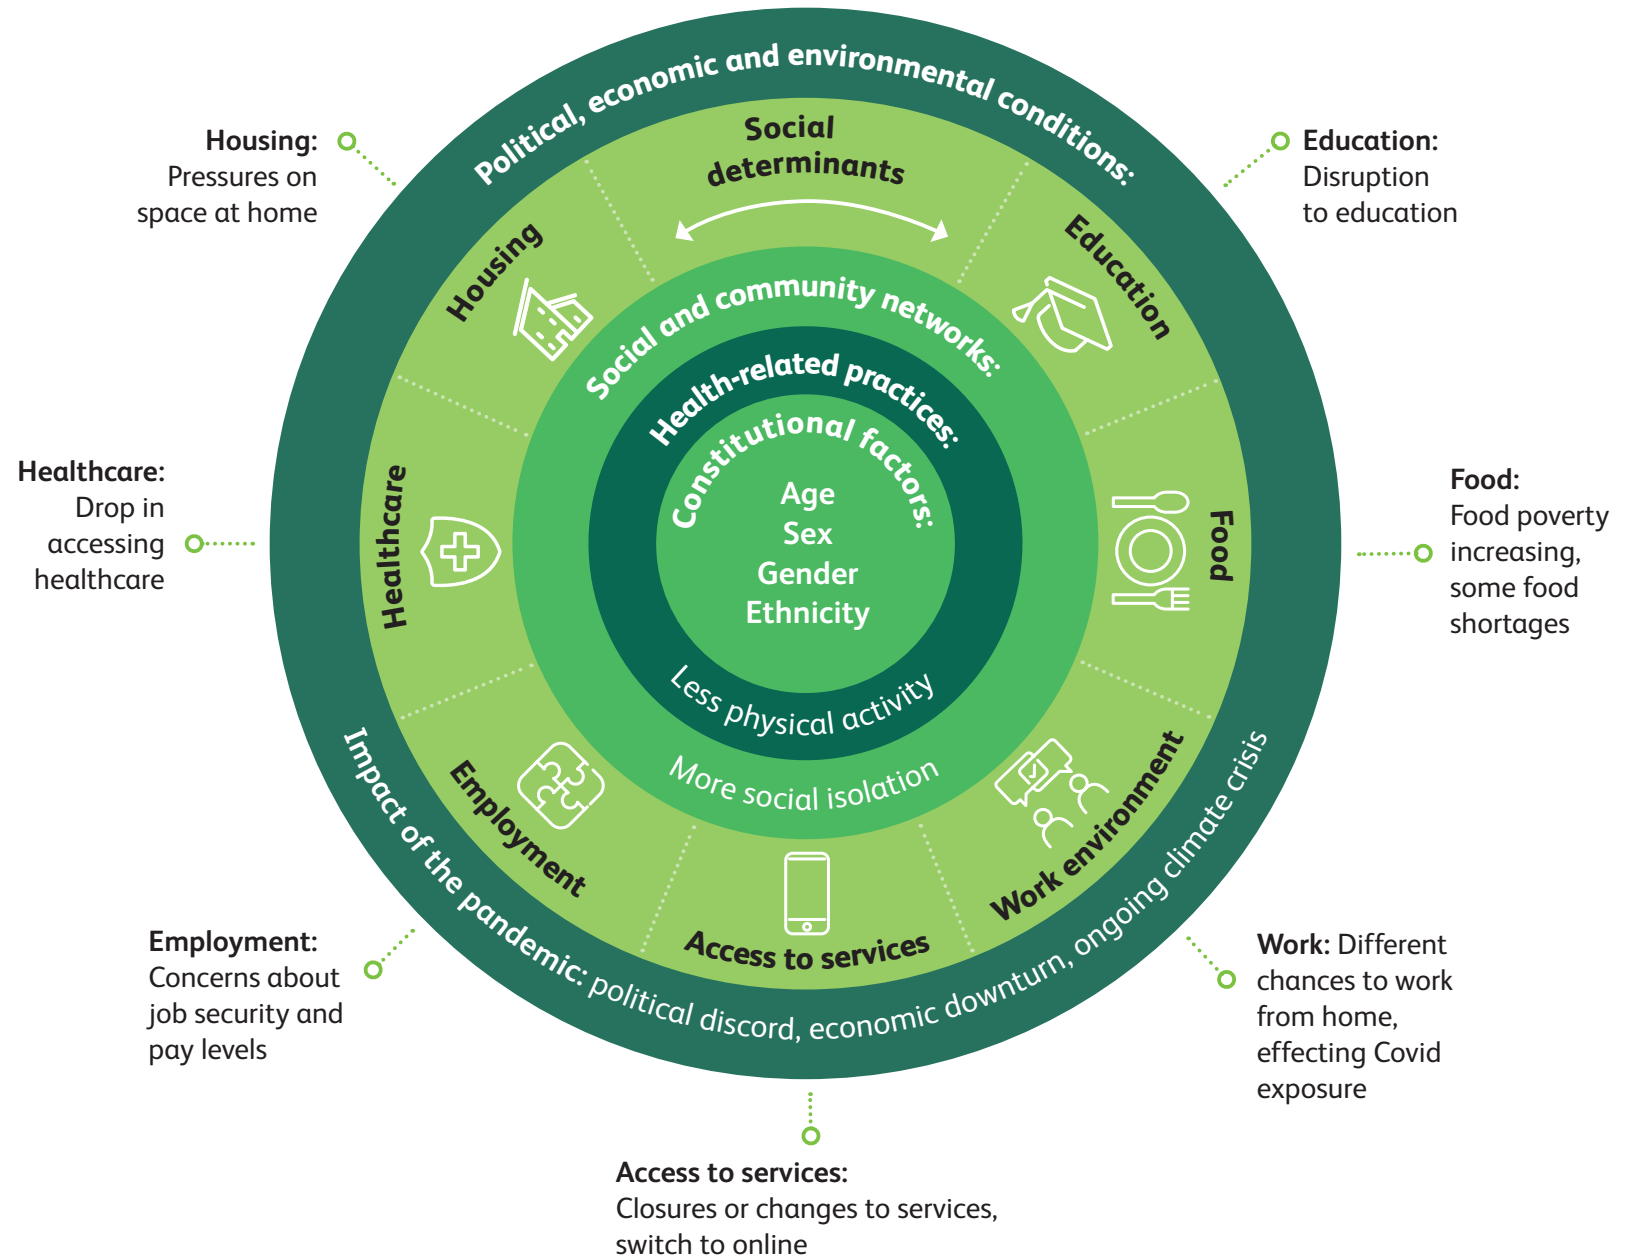 Political, economic and environmental conditions:
Social
determinants
Housing:
Pressures on
space at home
Education:
Disruption
to education
Housing
Education
Social and community networks:
Health-related practices:
Constitutional factors:
Age
Sex
Gender
Ethnicity
Healthcare:
Drop in
accessing
healthcare
Healthcare
Food
Food:
Food poverty
increasing,
some food
shortages
Less physical activity
More social isolation
Employment
Access to services
Work environment
Impact of the pandemic: political discord, economic downturn, ongoing climate crisis
Employment:
Concerns about
job security and
pay levels
Work: Different
chances to work
from home,
effecting Covid
exposure
Access to services:
Closures or changes to services,
switch to online